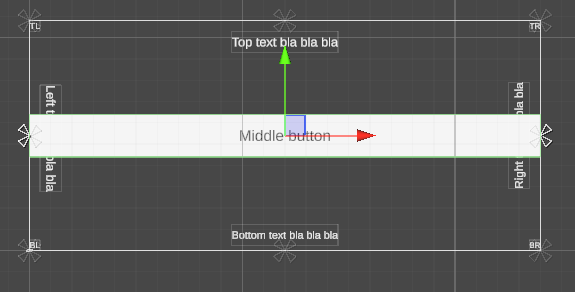 TL
TR
Top text bla bla bla
Left
bla bla
Middle button
Right
bla bla
Bottom text bla bla bla
BL
BR